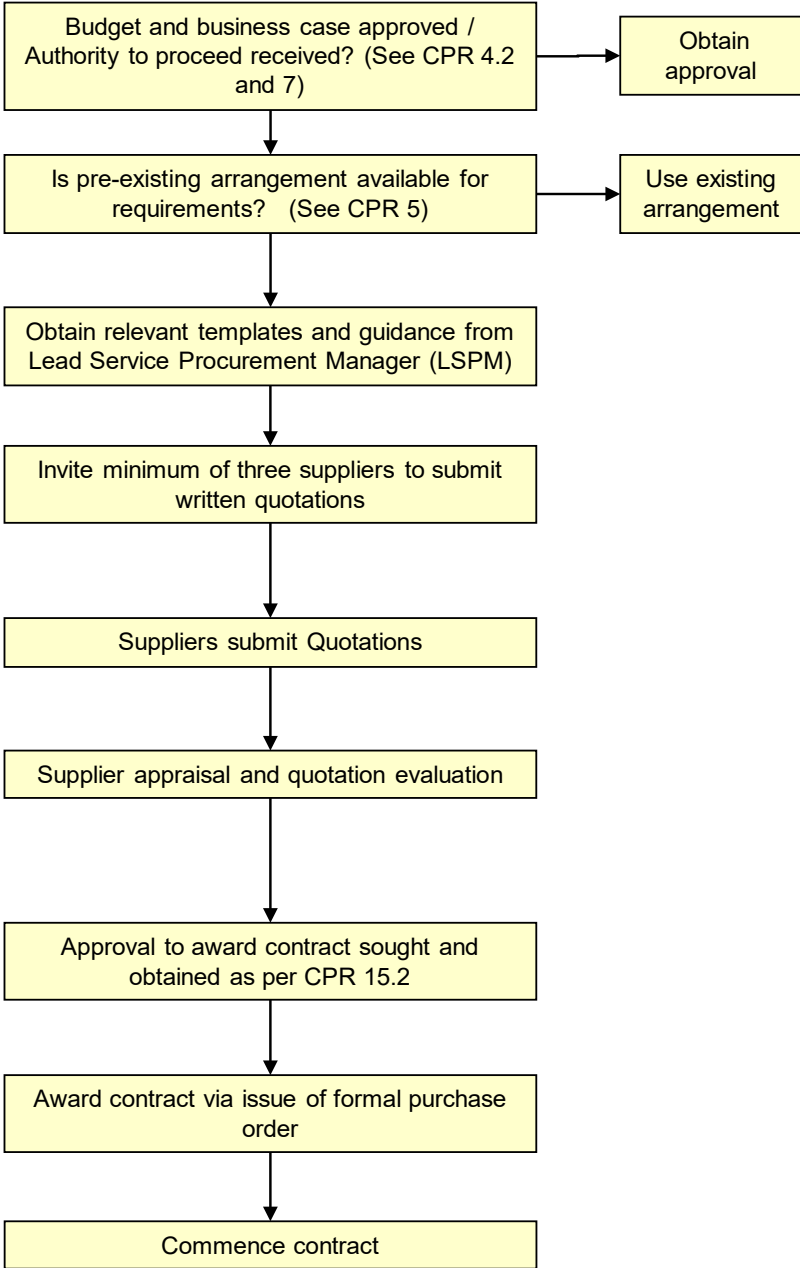 Budget and business case approved /
Authority to proceed received? (See CPR 4.2
and 7)
Obtain
approval
Is pre-existing arrangement available for
requirements? (See CPR 5)
Use existing
arrangement
Obtain relevant templates and guidance from
Lead Service Procurement Manager (LSPM)
Invite minimum of three suppliers to submit
written quotations
Suppliers submit Quotations
Supplier appraisal and quotation evaluation
Approval to award contract sought and
obtained as per CPR 15.2
Award contract via issue of formal purchase
order
Commence contract